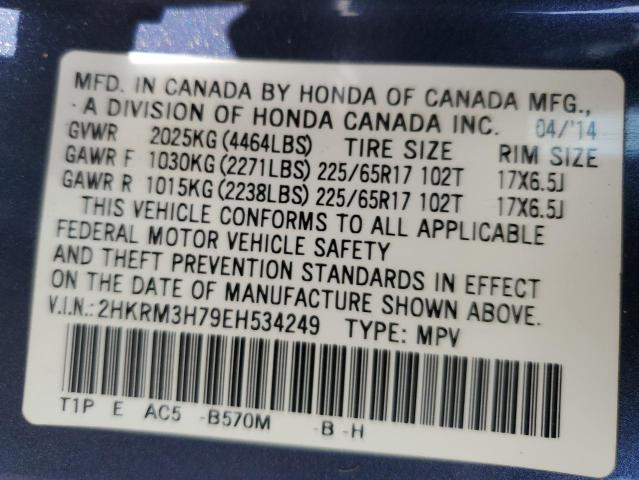 MFD. IN CANADA BY HONDA OF CANADA MFG.,
A DIVISION OF HONDA CANADA INC. 04/'14
GVWR 2025KG (4464LBS) TIRE SIZE RIM SIZE
GAWR F 1030KG (2271LBS) 225/65R17 102T 17X6.5J
GAWR R 1015KG (2238LBS) 225/65R17 102T 17X6.5J
THIS VEHICLE CONFORMS TO ALL APPLICABLE
FEDERAL MOTOR VEHICLE SAFETY
AND THEFT PREVENTION STANDARDS IN EFFECT
ON THE DATE OF MANUFACTURE SHOWN ABOVE.
V.I.N.: 2HKRM3H79EH534249 TYPE: MPV
T1P E AC5 -B570M -B -H